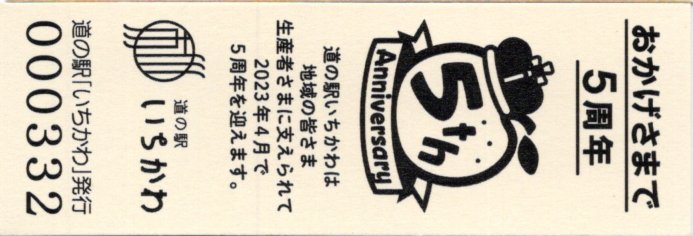 おかげさまで
5周年
5th
Anniversary
道の駅いちかわは
地域の皆さま
生産者さまに支えられて
2023年4月で
5周年を迎えます。
市川
道の駅
いちかわ
道の駅「いちかわ」発行
000332